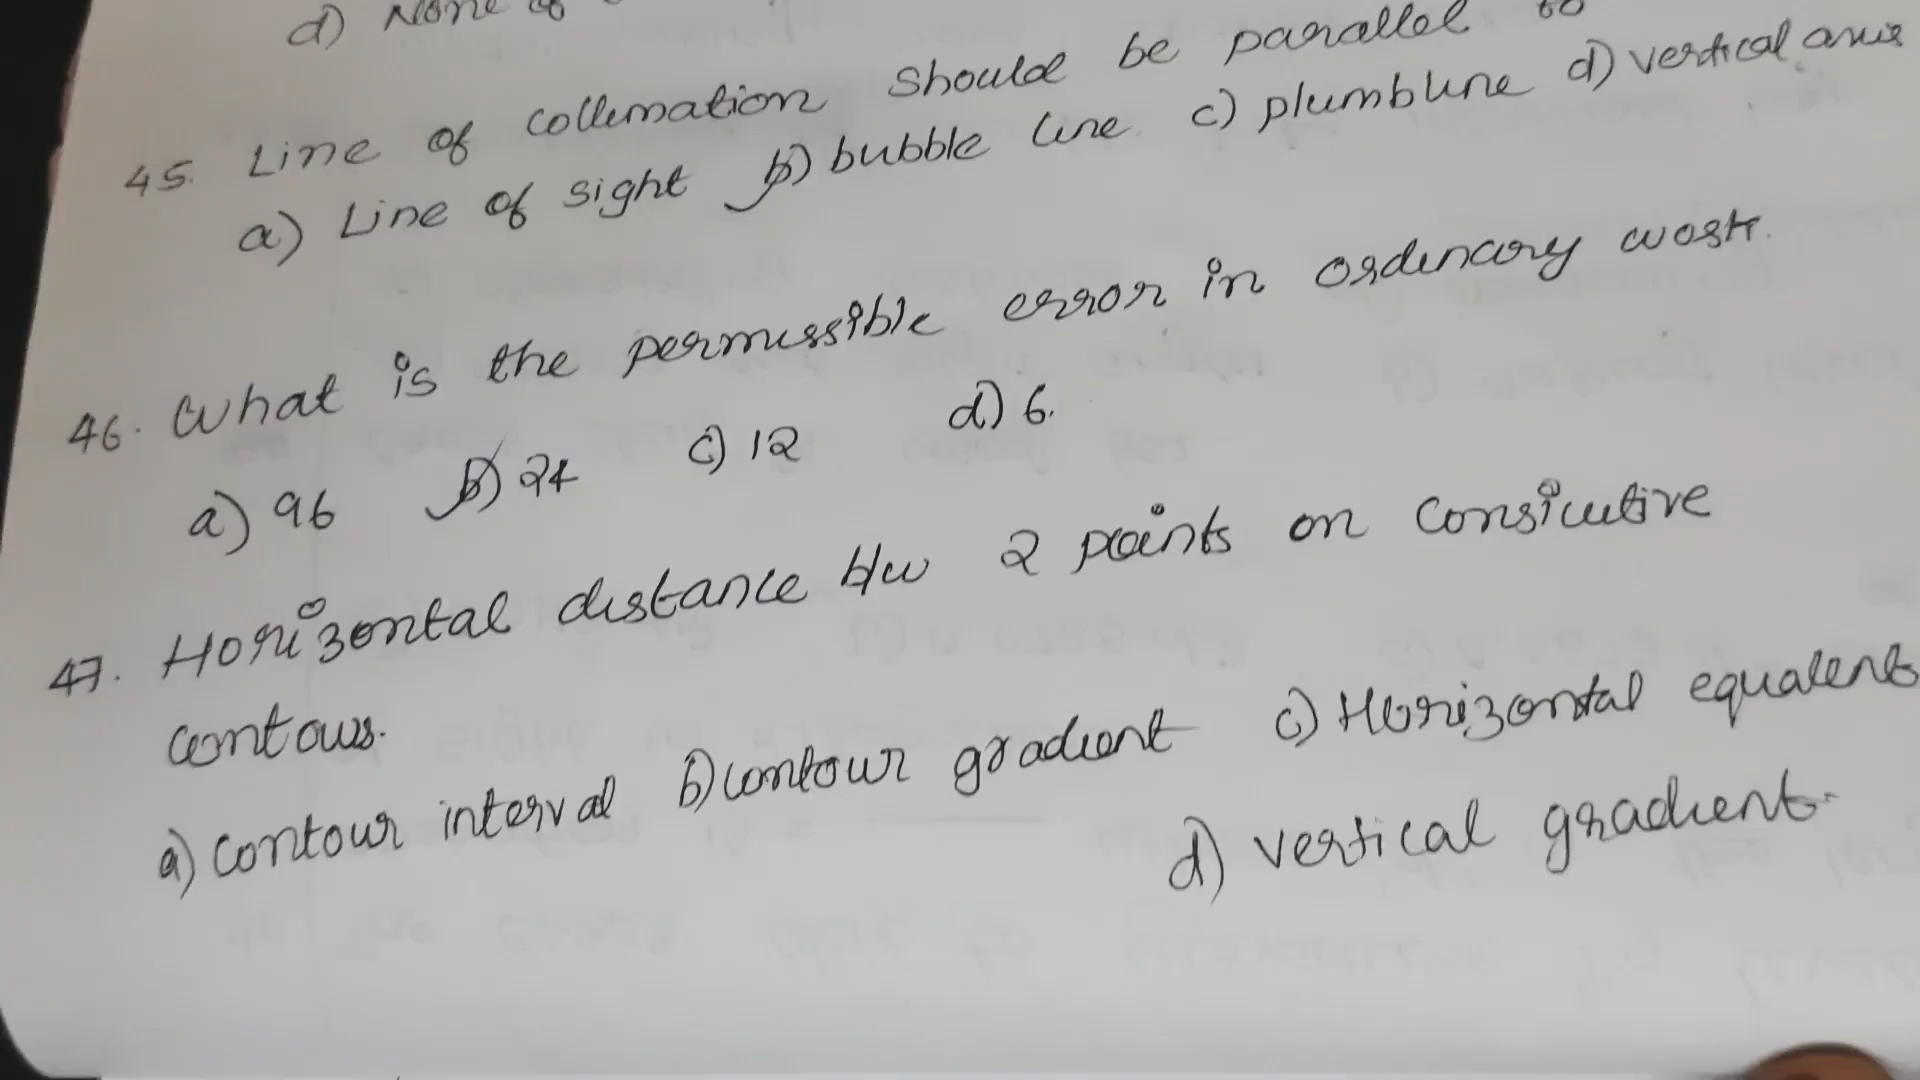 d) None of
45. Line of collimation should be parallel to
a) Line of sight b) bubble line c) plumbline d) vertical axis
46. What is the permissible error in ordinary work.
a) 96 b) 24 c) 12 d) 6.
47. Horizontal distance b/w 2 points on consicutive
contours.
a) contour interval b) contour gradient c) Horizontal equalent
d) vertical gradient.